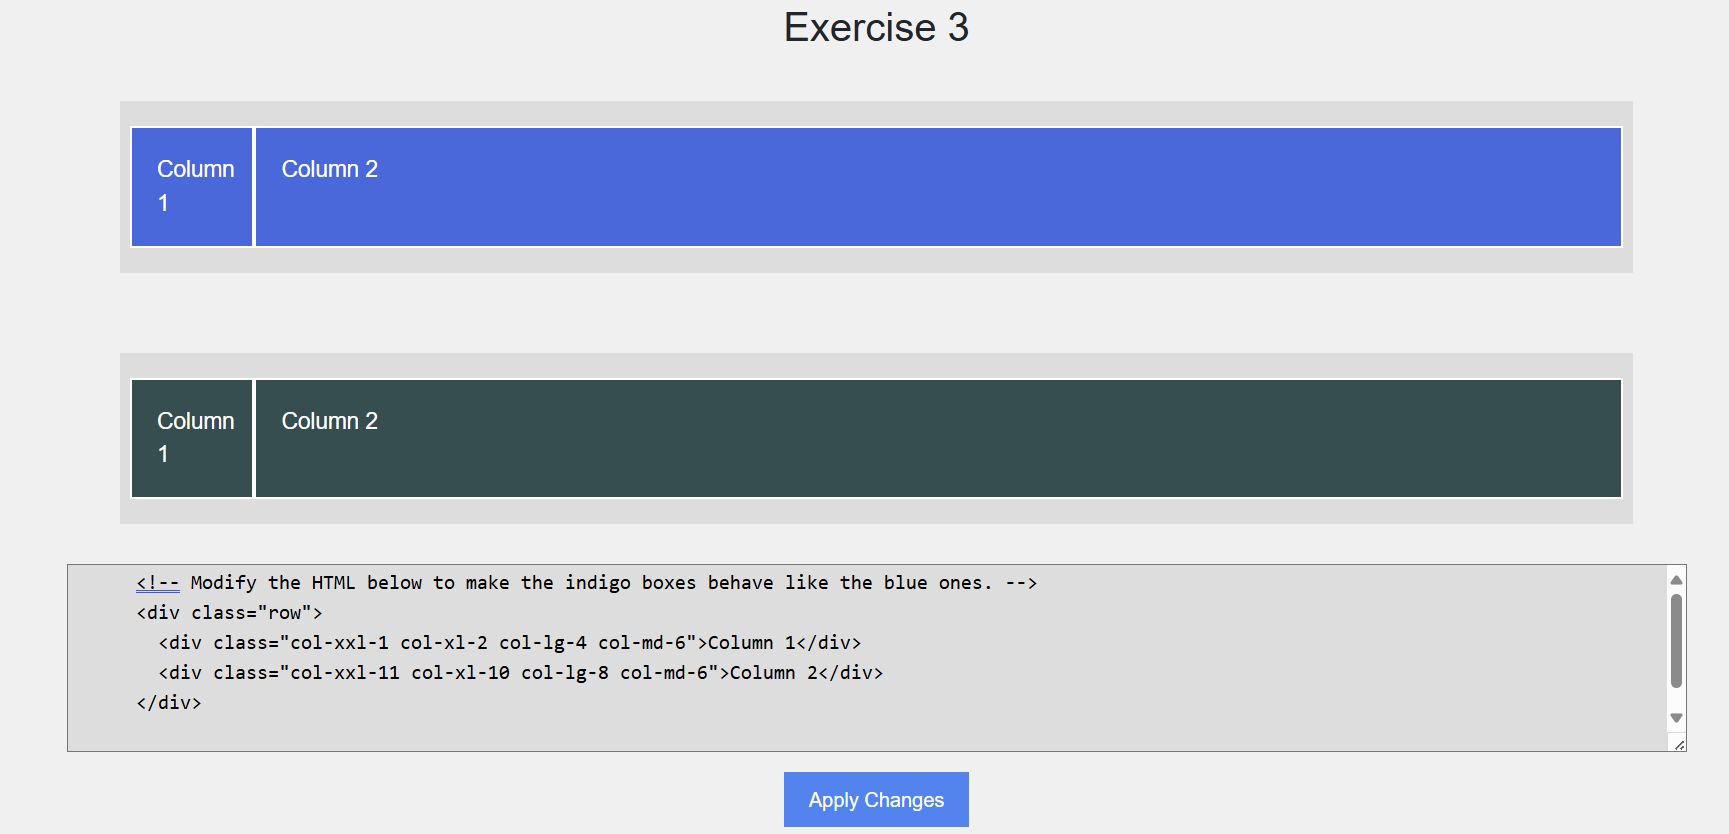 Exercise 3
Column
1
Column 2
Column
1
Column 2
<!-- Modify the HTML below to make the indigo boxes behave like the blue ones. -->
<div class="row">
<div class="col-xxl-1 col-xl-2 col-lg-4 col-md-6">Column 1</div>
<div class="col-xxl-11 col-xl-10 col-lg-8 col-md-6">Column 2</div>
</div>
Apply Changes